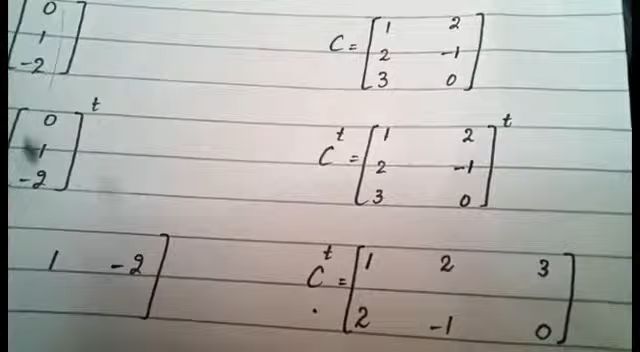 0
1
-2
C = [1 2
2 -1
3 0]
[0
1
-2]^t
C^t = [1 2
2 -1
3 0]^t
1 -2]
C^t = [1 2 3
2 -1 0]